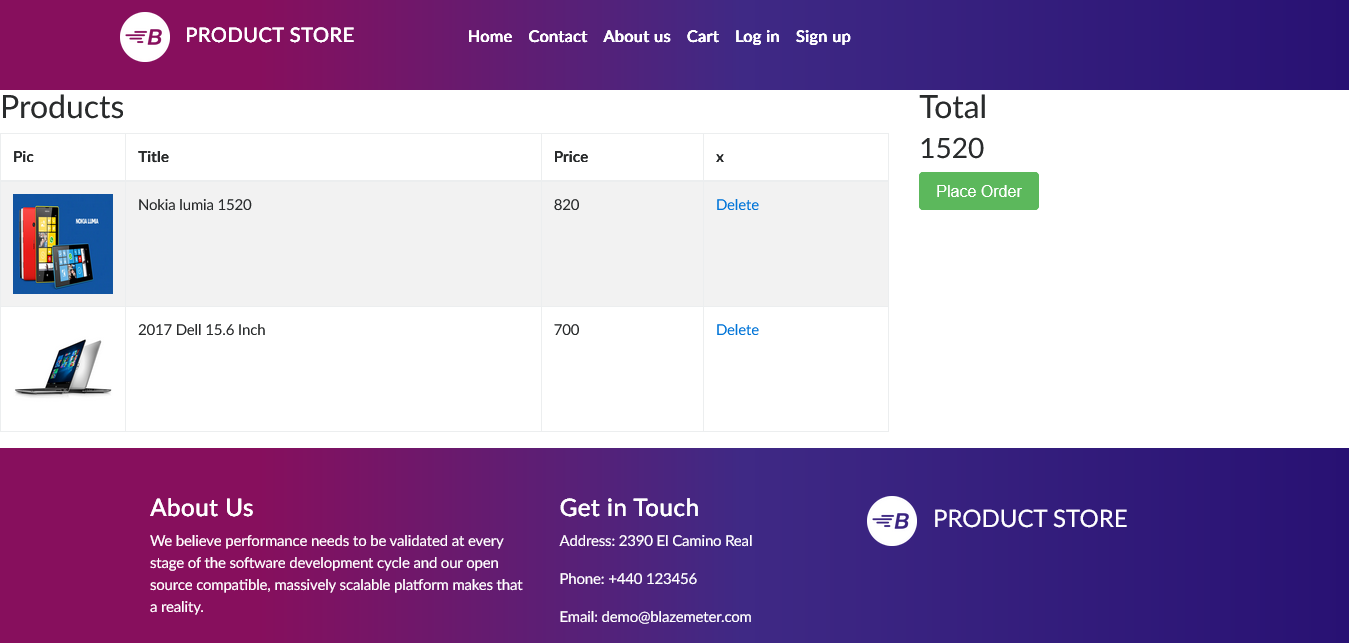 B PRODUCT STORE Home Contact About us Cart Log in Sign up
Products
Pic Title Price x
NOKIA LUMIA Nokia lumia 1520 820 Delete
2017 Dell 15.6 Inch 700 Delete
Total
1520
Place Order
About Us
We believe performance needs to be validated at every
stage of the software development cycle and our open
source compatible, massively scalable platform makes that
a reality.
Get in Touch
Address: 2390 El Camino Real
Phone: +440 123456
Email: demo@blazemeter.com
B PRODUCT STORE